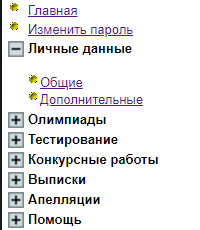 Главная
Изменить пароль
Личные данные
Общие
Дополнительные
Олимпиады
Тестирование
Конкурсные работы
Выписки
Апелляции
Помощь